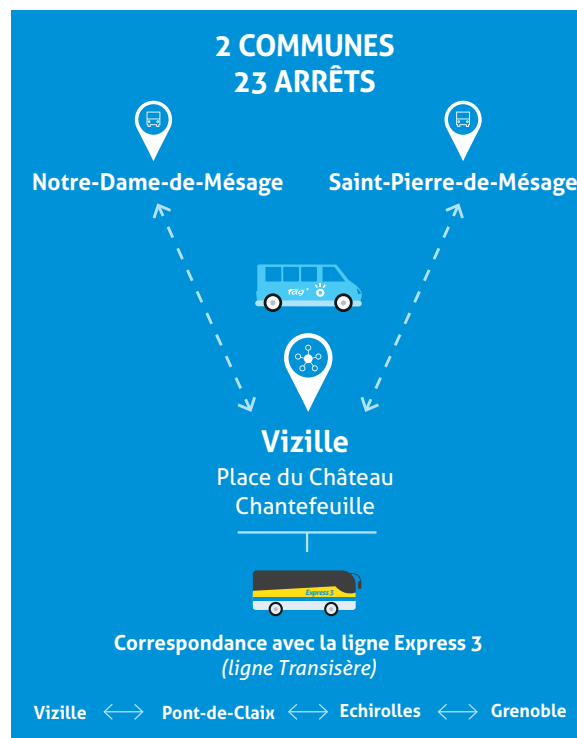 2 COMMUNES
23 ARRÊTS
Notre-Dame-de-Mésage
Saint-Pierre-de-Mésage
tag+
Vizille
Place du Château
Chantefeuille
Express 3
Correspondance avec la ligne Express 3
(ligne Transisère)
Vizille Pont-de-Claix Echirolles Grenoble